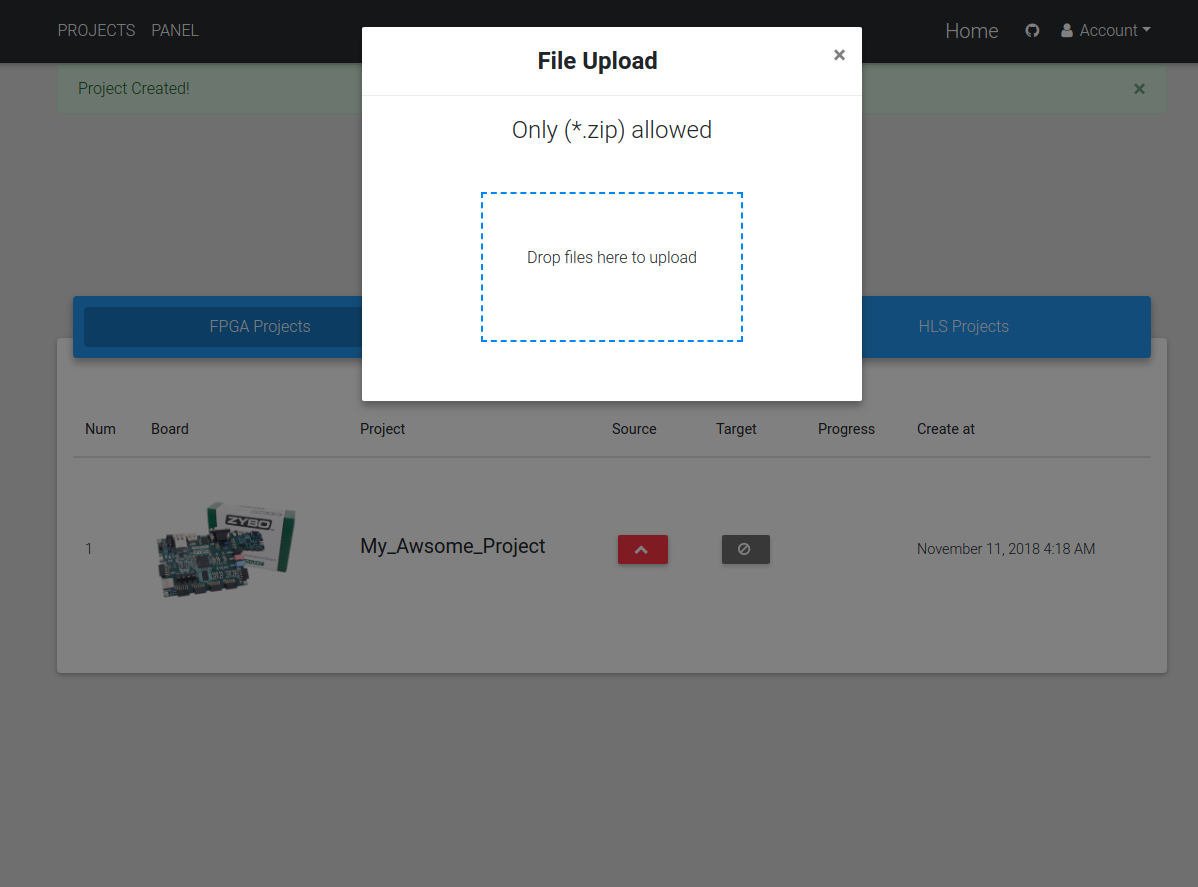 PROJECTS PANEL Home Account
File Upload ×
Project Created! ×
Only (*.zip) allowed
Drop files here to upload
FPGA Projects HLS Projects
Num Board Project Source Target Progress Create at
ZYBO
1 My_Awsome_Project November 11, 2018 4:18 AM